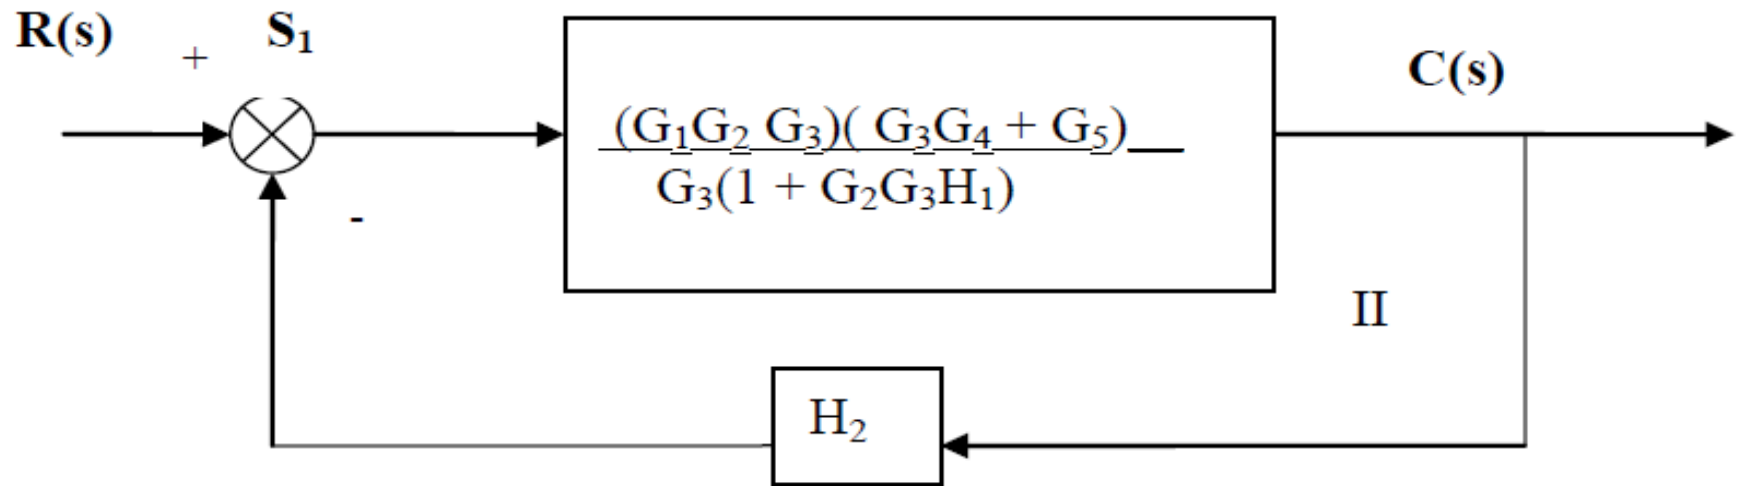 R(s)
+ S₁
C(s)
(G₁G₂ G₃)( G₃G₄ + G₅)
G₃(1 + G₂G₃H₁)
-
II
H₂